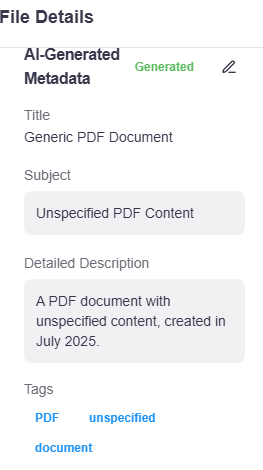 File Details
AI-Generated
Metadata
Generated
Title
Generic PDF Document
Subject
Unspecified PDF Content
Detailed Description
A PDF document with
unspecified content, created in
July 2025.
Tags
PDF unspecified
document